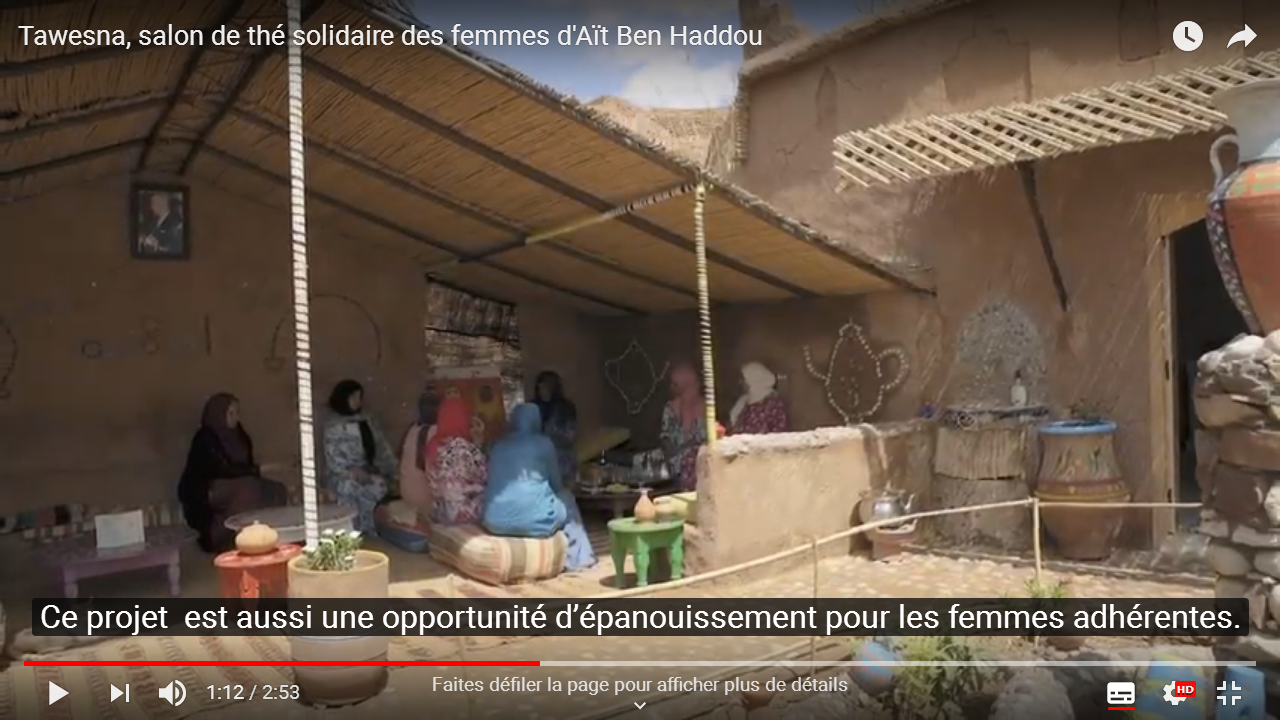 Tawesna, salon de thé solidaire des femmes d'Aït Ben Haddou
Ce projet  est aussi une opportunité d’épanouissement pour les femmes adhérentes.
1:12 / 2:53
Faites défiler la page pour afficher plus de détails
HD